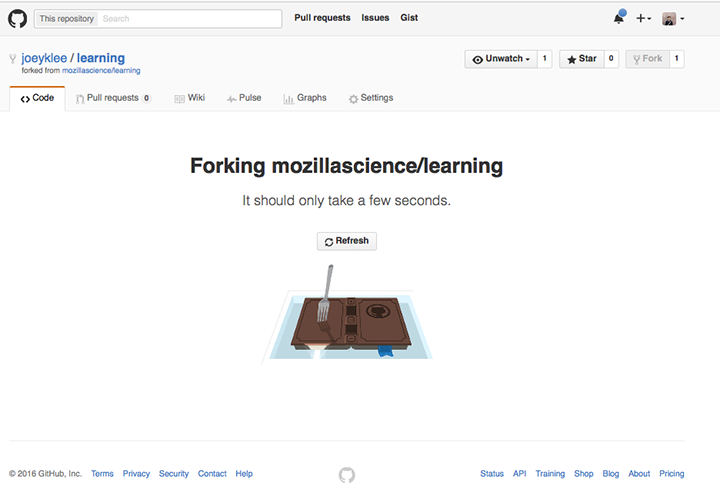 This repository Search Pull requests Issues Gist
joeyklee / learning
forked from mozillascience/learning
Unwatch 1 Star 0 Fork 1
Code Pull requests 0 Wiki Pulse Graphs Settings
Forking mozillascience/learning
It should only take a few seconds.
Refresh
© 2016 GitHub, Inc. Terms Privacy Security Contact Help Status API Training Shop Blog About Pricing